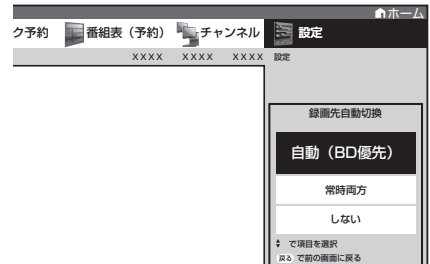 ホーム
ク予約 番組表（予約） チャンネル 設定
XXXX XXXX XXXX 設定
録画先自動切換
自動（BD優先）
常時両方
しない
で項目を選択
戻る で前の画面に戻る